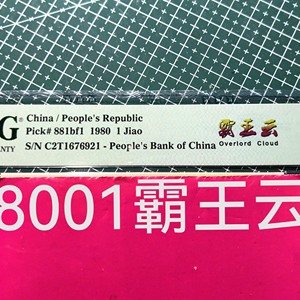 G
China / People's Republic
Pick# 881bf1 1980 1 Jiao
S/N C2T1676921 - People's Bank of China
霸王云
Overlord Cloud
8001霸王云